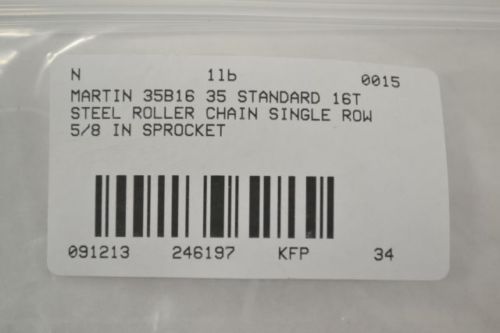 N 1lb 0015
MARTIN 35B16 35 STANDARD 16T
STEEL ROLLER CHAIN SINGLE ROW
5/8 IN SPROCKET
091213 246197 KFP 34